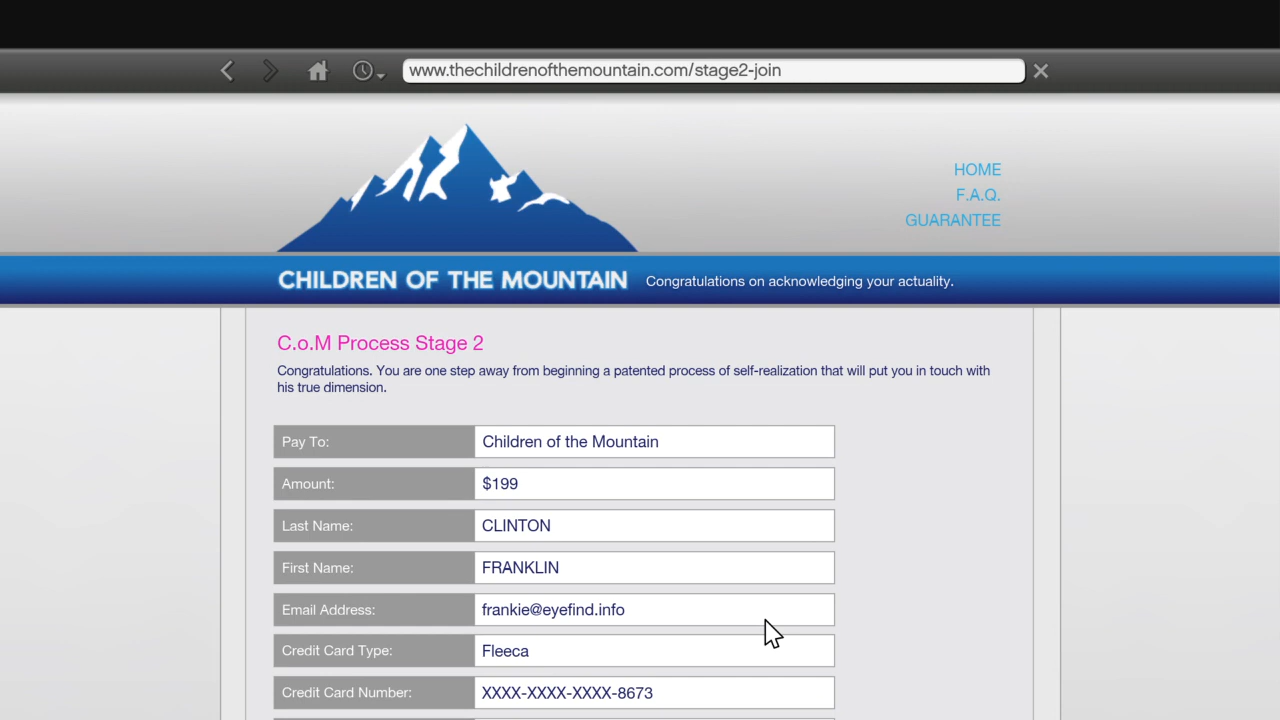 www.thechildrenofthemountain.com/stage2-join
HOME
F.A.Q.
GUARANTEE
CHILDREN OF THE MOUNTAIN Congratulations on acknowledging your actuality.
C.o.M Process Stage 2
Congratulations. You are one step away from beginning a patented process of self-realization that will put you in touch with
his true dimension.
Pay To: Children of the Mountain
Amount: $199
Last Name: CLINTON
First Name: FRANKLIN
Email Address: frankie@eyefind.info
Credit Card Type: Fleeca
Credit Card Number: XXXX-XXXX-XXXX-8673